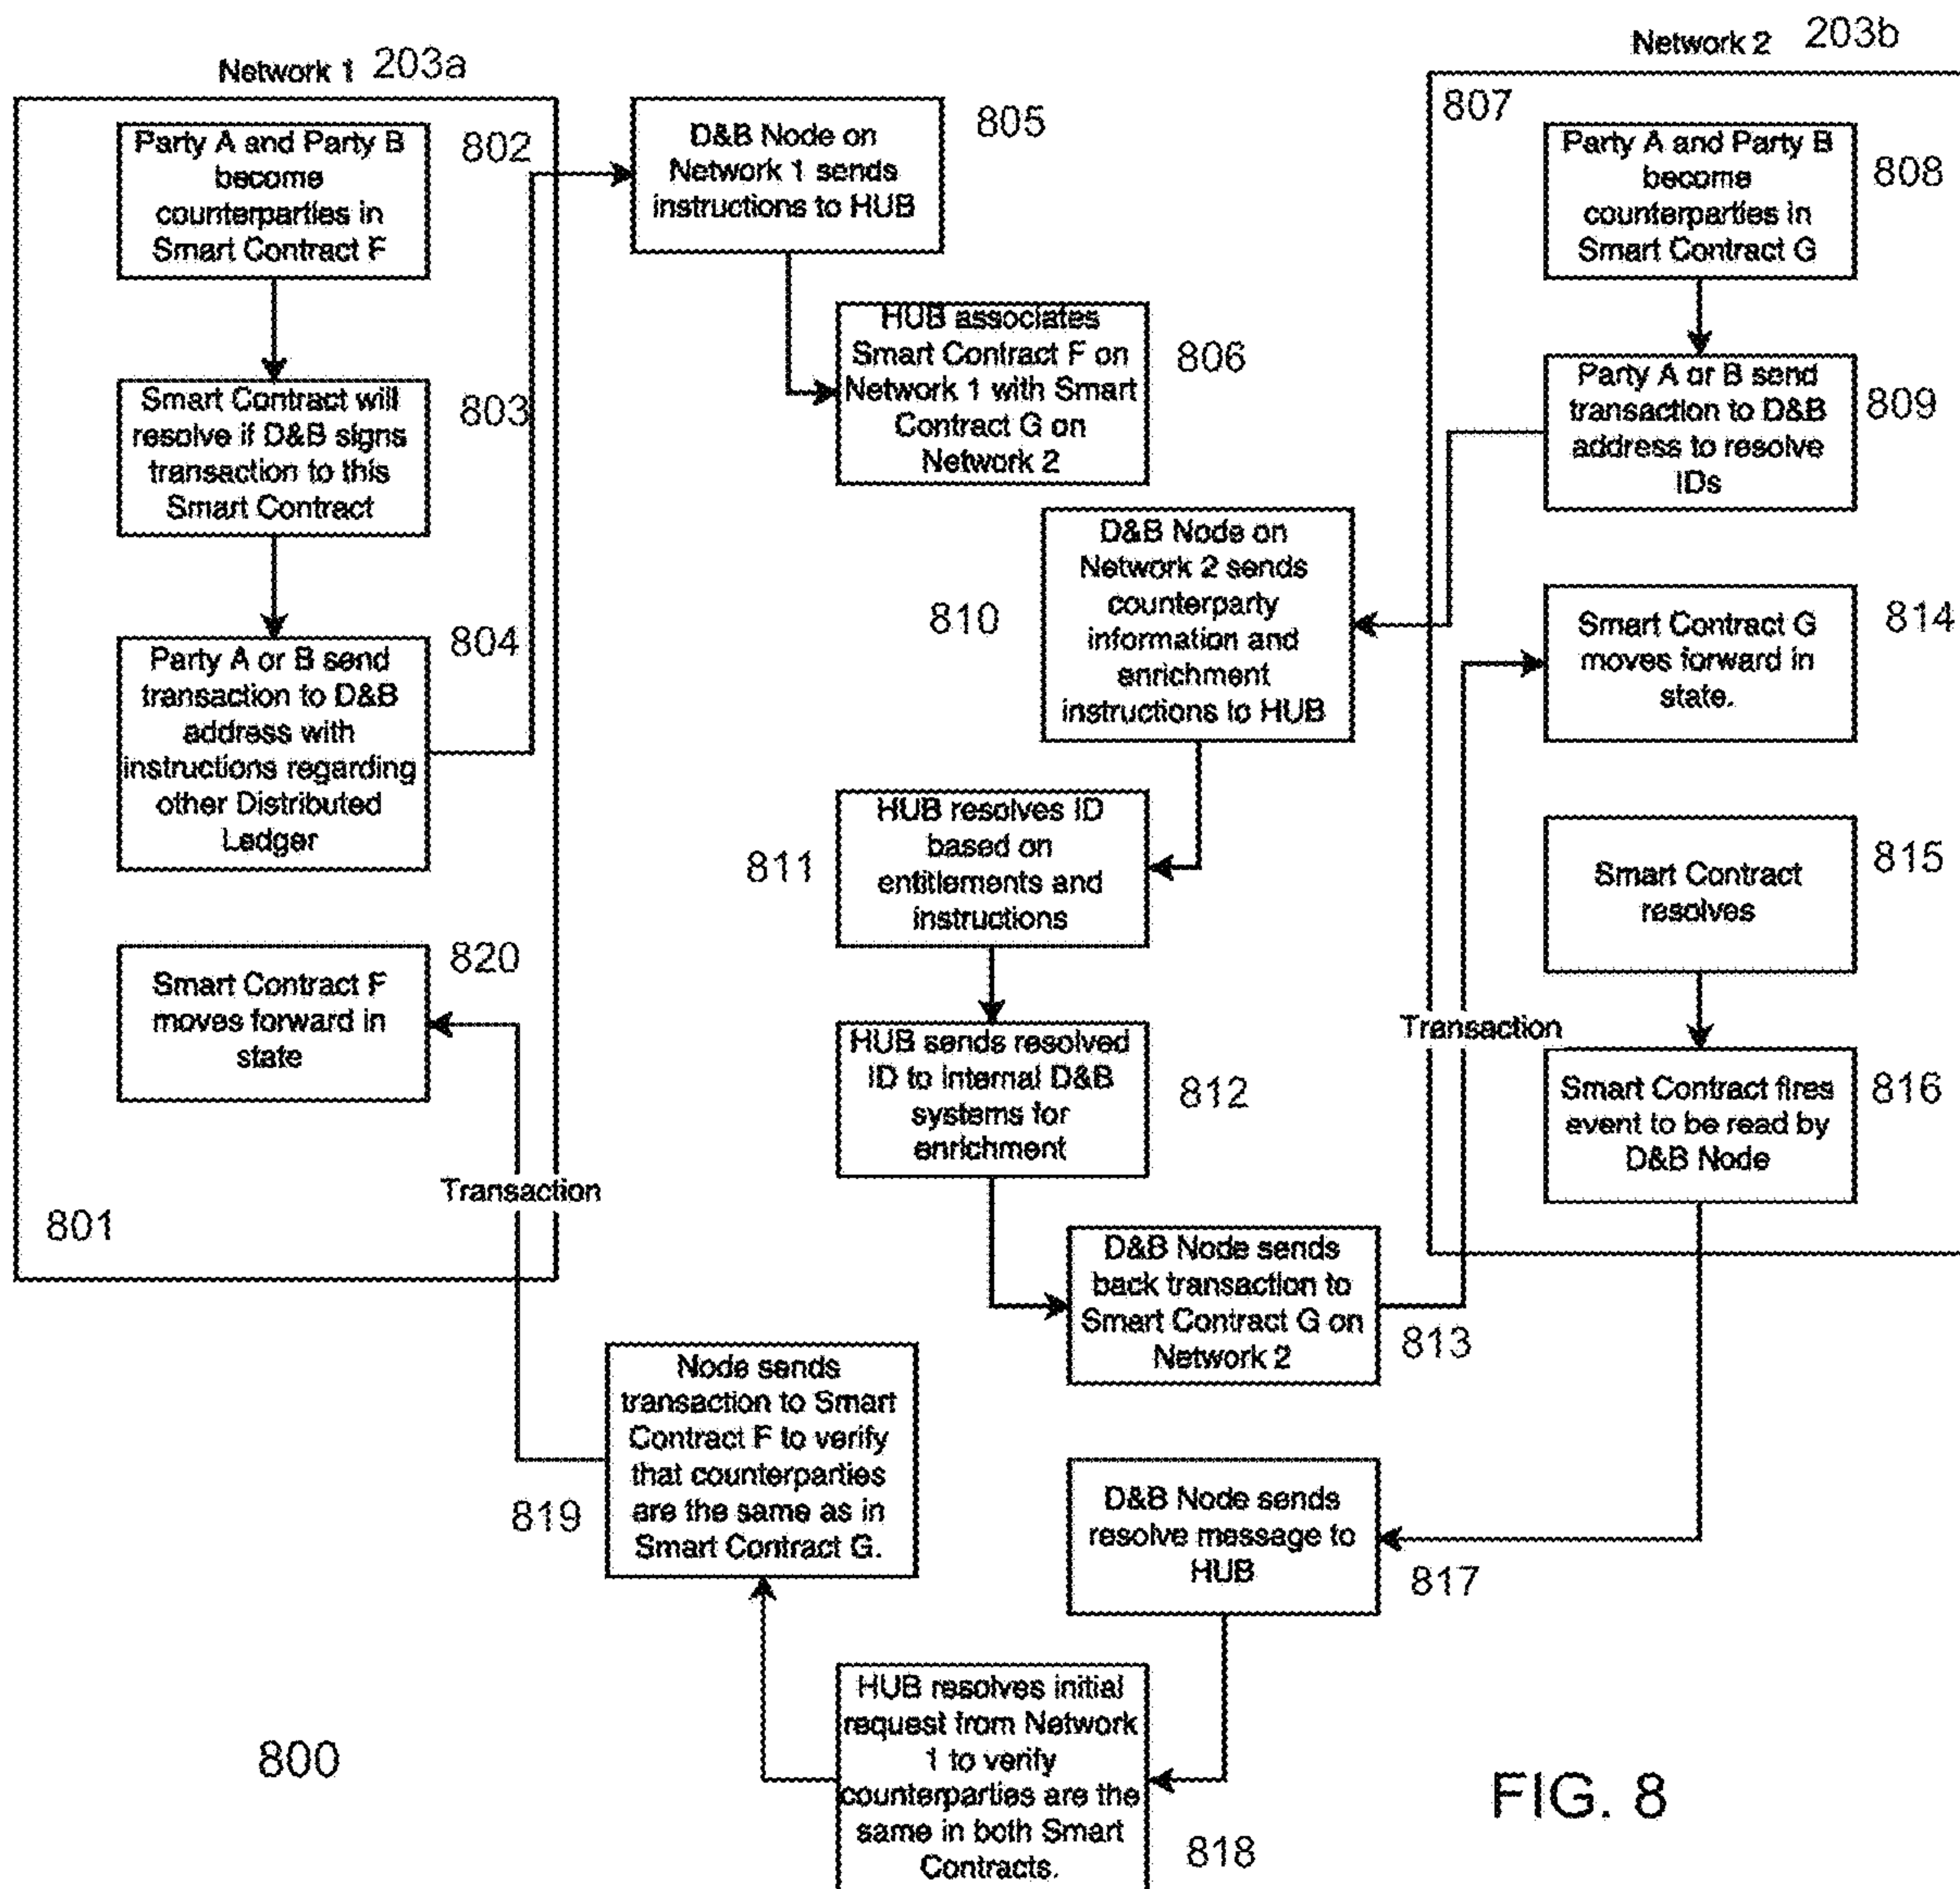 Network 1 203a
Network 2 203b
801
Party A and Party B
become
counterparties in
Smart Contract F
802
Smart Contract will
resolve if D&B signs
transaction to this
Smart Contract
803
Party A or B send
transaction to D&B
address with
instructions regarding
other Distributed
Ledger
804
D&B Node on
Network 1 sends
instructions to HUB
805
HUB associates
Smart Contract F on
Network 1 with Smart
Contract G on
Network 2
806
807
Party A and Party B
become
counterparties in
Smart Contract G
808
Party A or B send
transaction to D&B
address to resolve
IDs
809
D&B Node on
Network 2 sends
counterparty
information and
enrichment
instructions to HUB
810
HUB resolves ID
based on
entitlements and
instructions
811
HUB sends resolved
ID to internal D&B
systems for
enrichment
812
D&B Node sends
back transaction to
Smart Contract G on
Network 2
813
Transaction
Smart Contract G
moves forward in
state.
814
Smart Contract
resolves
815
Smart Contract fires
event to be read by
D&B Node
816
D&B Node sends
resolve message to
HUB
817
HUB resolves initial
request from Network
1 to verify
counterparties are the
same in both Smart
Contracts.
818
Node sends
transaction to Smart
Contract F to verify
that counterparties
are the same as in
Smart Contract G.
819
Transaction
Smart Contract F
moves forward in
state
820
800
FIG. 8